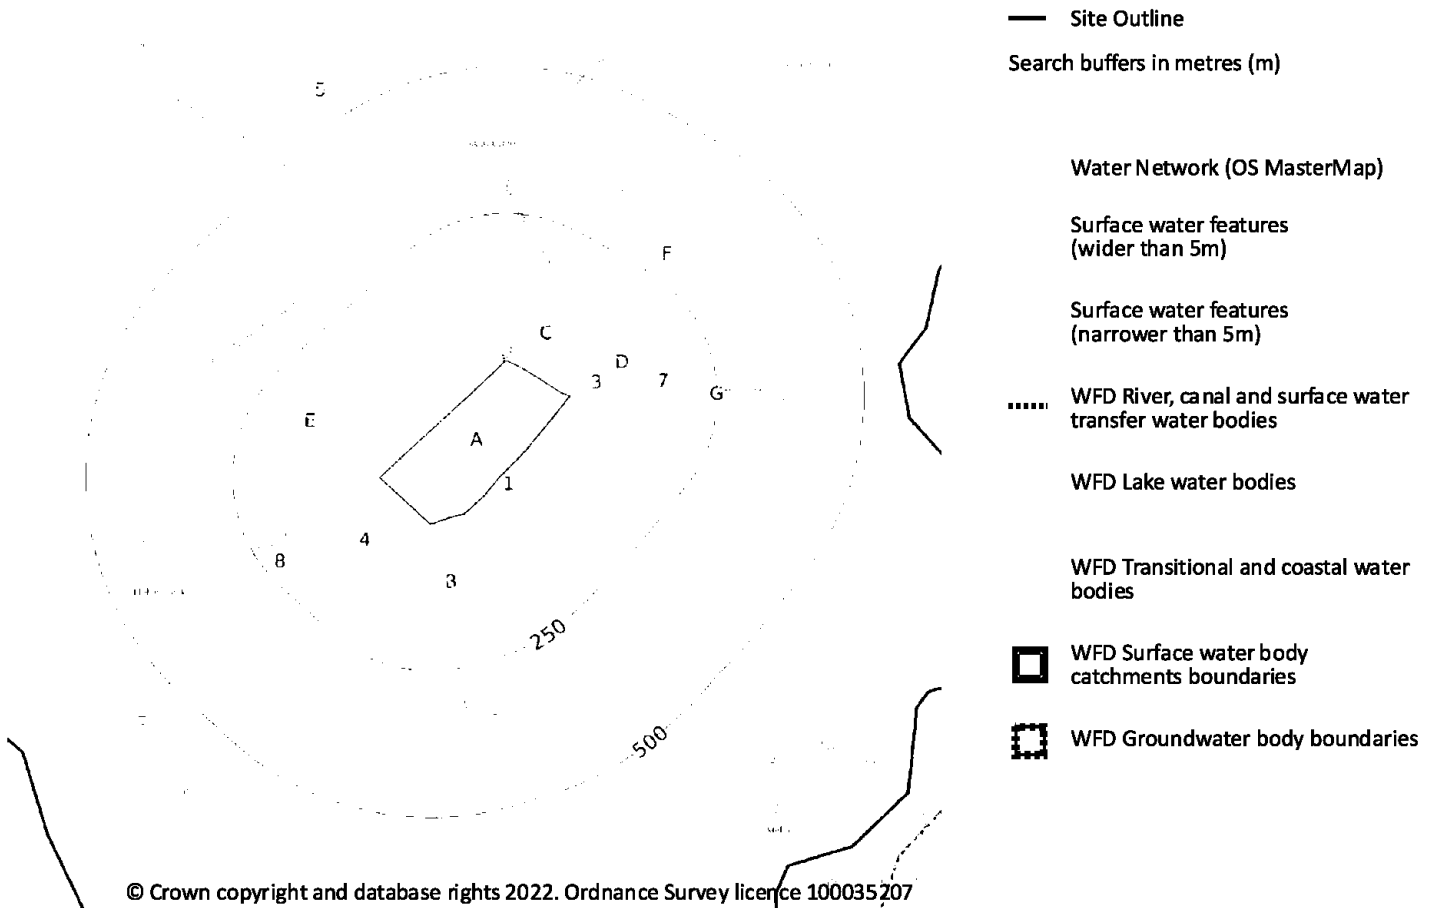 Site Outline
Search buffers in metres (m)
5
Water Network (OS MasterMap)
Surface water features
(wider than 5m)
F
Surface water features
(narrower than 5m)
C
D
3
7
G
WFD River, canal and surface water
transfer water bodies
E
A
1
WFD Lake water bodies
4
8
WFD Transitional and coastal water
bodies
250
WFD Surface water body
catchments boundaries
500
WFD Groundwater body boundaries
© Crown copyright and database rights 2022. Ordnance Survey licence 100035207